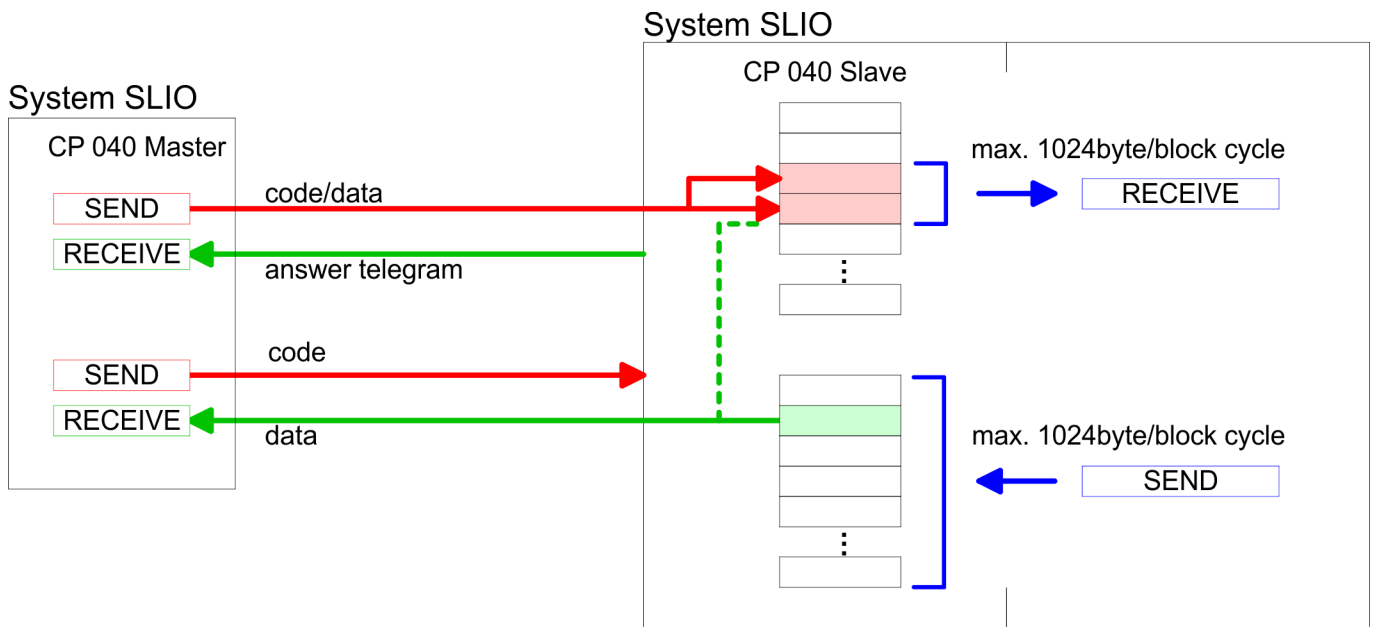 System SLIO
System SLIO
CP 040 Slave
CP 040 Master
max. 1024byte/block cycle
code/data
SEND
RECEIVE
RECEIVE
answer telegram
code
SEND
RECEIVE
data
max. 1024byte/block cycle
SEND